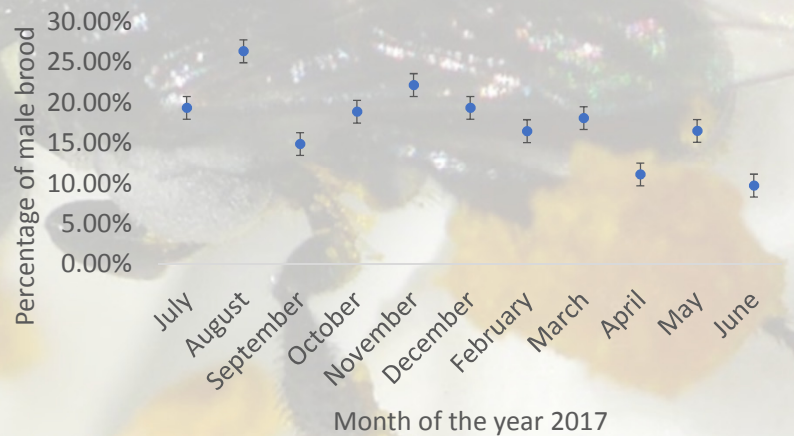 Percentage of male brood
30.00%
25.00%
20.00%
15.00%
10.00%
5.00%
0.00%
July
August
September
October
November
December
February
March
April
May
June
Month of the year 2017